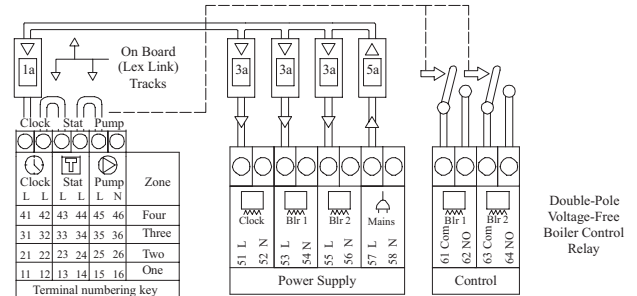 1a
On Board
(Lex Link)
Tracks
3a
3a
3a
5a
Clock Stat Pump
T
Clock Stat Pump Zone
L L L L L N
41 42 43 44 45 46 Four
31 32 33 34 35 36 Three
21 22 23 24 25 26 Two
11 12 13 14 15 16 One
Terminal numbering key
Clock Blr 1 Blr 2 Mains
51 L
52 N
53 L
54 N
55 L
56 N
57 L
58 N
Power Supply
Blr 1 Blr 2
61 Com
62 NO
63 Com
64 NO
Control
Double-Pole
Voltage-Free
Boiler Control
Relay